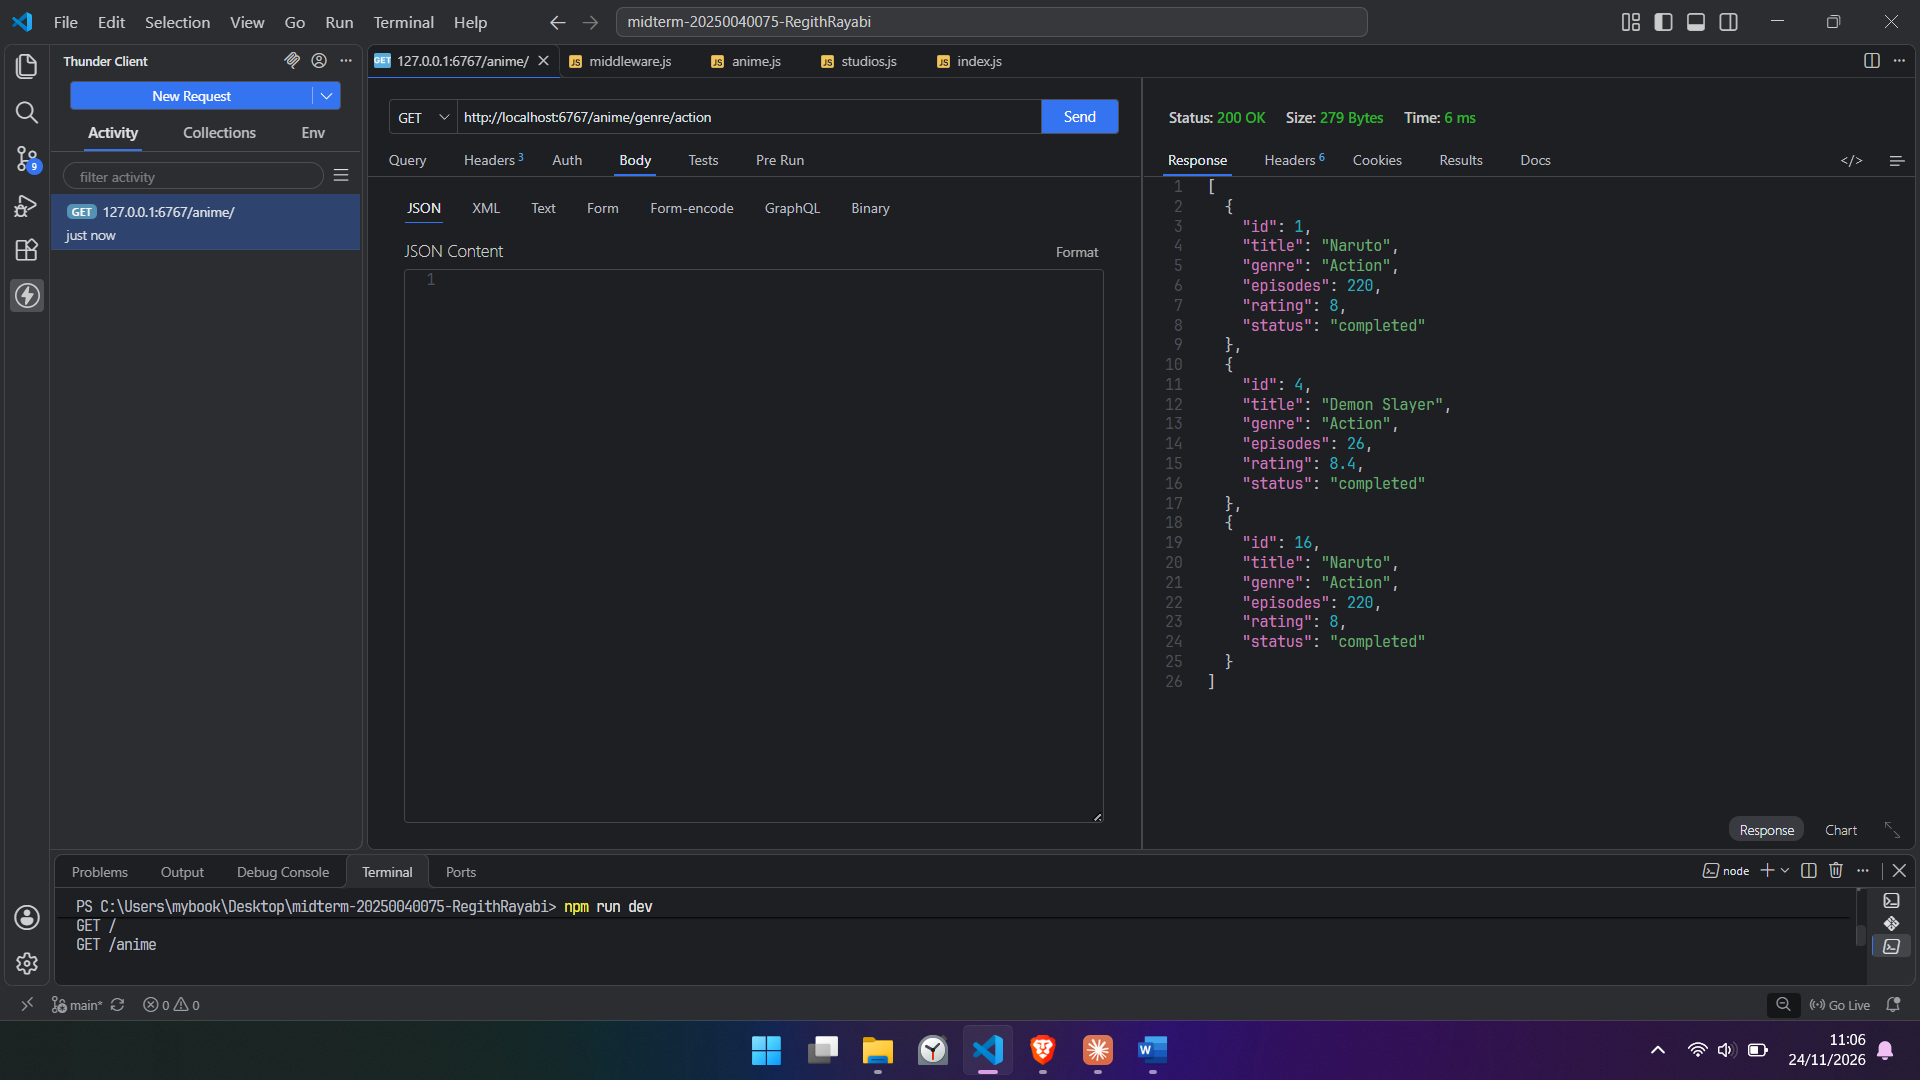 File Edit Selection View Go Run Terminal Help
midterm-20250040075-RegithRayabi
Thunder Client
New Request
Activity Collections Env
filter activity
GET 127.0.0.1:6767/anime/
just now
9
GET 127.0.0.1:6767/anime/
JS middleware.js
JS anime.js
JS studios.js
JS index.js
GET http://localhost:6767/anime/genre/action Send
Query Headers 3 Auth Body Tests Pre Run
JSON XML Text Form Form-encode GraphQL Binary
JSON Content Format
1
Status: 200 OK Size: 279 Bytes Time: 6 ms
Response Headers 6 Cookies Results Docs </>
1 [
2 {
3 "id": 1,
4 "title": "Naruto",
5 "genre": "Action",
6 "episodes": 220,
7 "rating": 8,
8 "status": "completed"
9 },
10 {
11 "id": 4,
12 "title": "Demon Slayer",
13 "genre": "Action",
14 "episodes": 26,
15 "rating": 8.4,
16 "status": "completed"
17 },
18 {
19 "id": 16,
20 "title": "Naruto",
21 "genre": "Action",
22 "episodes": 220,
23 "rating": 8,
24 "status": "completed"
25 }
26 ]
Response Chart
Problems Output Debug Console Terminal Ports
node
PS C:\Users\mybook\Desktop\midterm-20250040075-RegithRayabi> npm run dev
GET /
GET /anime
main* 0 0
Go Live
W
11:06
24/11/2026